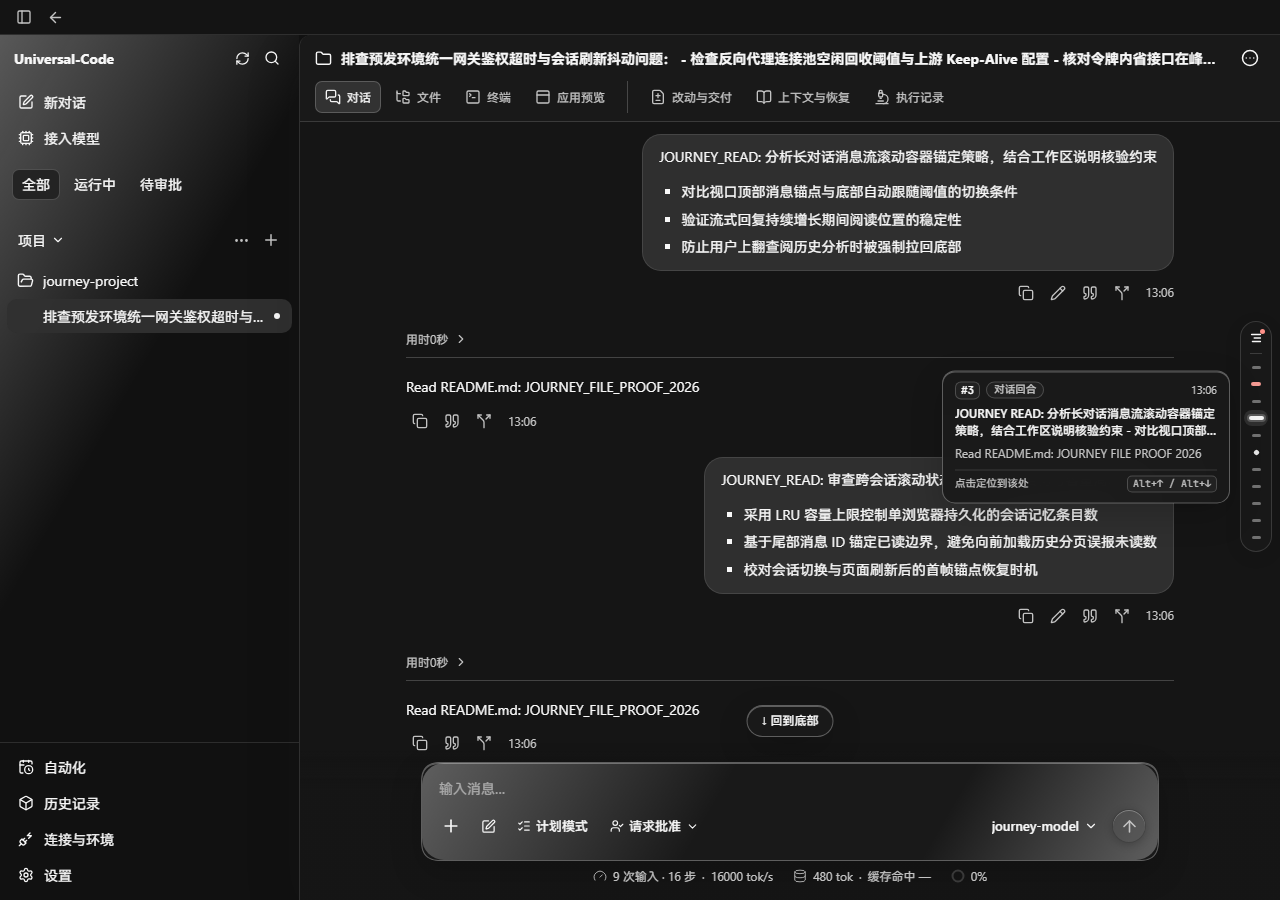 Universal-Code
新对话
接入模型
全部
运行中
待审批
项目
journey-project
排查预发环境统一网关鉴权超时与...
自动化
历史记录
连接与环境
设置
排查预发环境统一网关鉴权超时与会话刷新抖动问题： - 检查反向代理连接池空闲回收阈值与上游 Keep-Alive 配置 - 核对令牌内省接口在峰...
对话
文件
终端
应用预览
改动与交付
上下文与恢复
执行记录
JOURNEY_READ: 分析长对话消息流滚动容器锚定策略，结合工作区说明核验约束
对比视口顶部消息锚点与底部自动跟随阈值的切换条件
验证流式回复持续增长期间阅读位置的稳定性
防止用户上翻查阅历史分析时被强制拉回底部
13:06
用时0秒
Read README.md: JOURNEY_FILE_PROOF_2026
13:06
#3
对话回合
13:06
JOURNEY READ: 分析长对话消息流滚动容器锚定
策略，结合工作区说明核验约束 - 对比视口顶部...
Read README.md: JOURNEY FILE PROOF 2026
点击定位到该处
Alt+↑ / Alt+↓
JOURNEY_READ: 审查跨会话滚动状
采用 LRU 容量上限控制单浏览器持久化的会话记忆条目数
基于尾部消息 ID 锚定已读边界，避免向前加载历史分页误报未读数
校对会话切换与页面刷新后的首帧锚点恢复时机
13:06
用时0秒
Read README.md: JOURNEY_FILE_PROOF_2026
↓ 回到底部
13:06
输入消息...
计划模式
请求批准
journey-model
9 次输入 · 16 步 · 16000 tok/s
480 tok · 缓存命中 —
0%